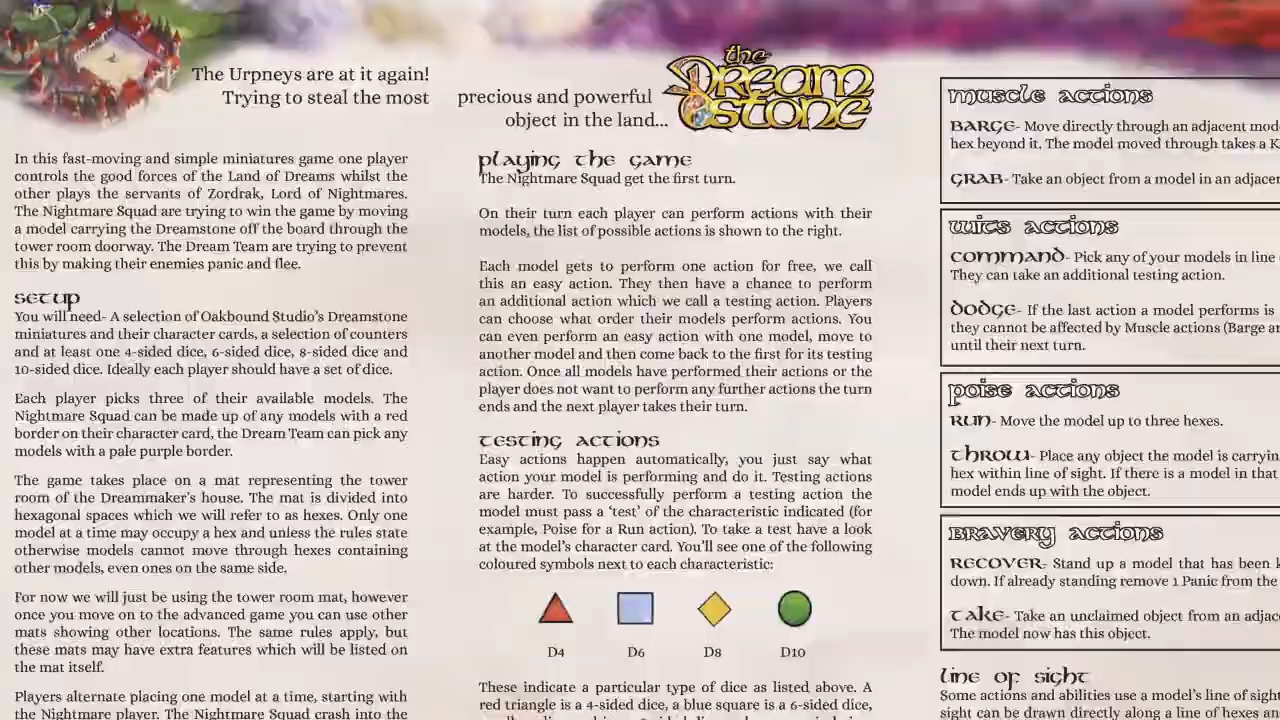 The Urpneys are at it again!
Trying to steal the most
precious and powerful
object in the land...
the
DREAM
STONE
In this fast-moving and simple miniatures game one player
controls the good forces of the Land of Dreams whilst the
other plays the servants of Zordrak, Lord of Nightmares.
The Nightmare Squad are trying to win the game by moving
a model carrying the Dreamstone off the board through the
tower room doorway. The Dream Team are trying to prevent
this by making their enemies panic and flee.
setup
You will need- A selection of Oakbound Studio's Dreamstone
miniatures and their character cards, a selection of counters
and at least one 4-sided dice, 6-sided dice, 8-sided dice and
10-sided dice. Ideally each player should have a set of dice.
Each player picks three of their available models. The
Nightmare Squad can be made up of any models with a red
border on their character card, the Dream Team can pick any
models with a pale purple border.
The game takes place on a mat representing the tower
room of the Dreammaker's house. The mat is divided into
hexagonal spaces which we will refer to as hexes. Only one
model at a time may occupy a hex and unless the rules state
otherwise models cannot move through hexes containing
other models, even ones on the same side.
For now we will just be using the tower room mat, however
once you move on to the advanced game you can use other
mats showing other locations. The same rules apply, but
these mats may have extra features which will be listed on
the mat itself.
Players alternate placing one model at a time, starting with
the Nightmare player. The Nightmare Squad crash into the
playing the game
The Nightmare Squad get the first turn.
On their turn each player can perform actions with their
models, the list of possible actions is shown to the right.
Each model gets to perform one action for free, we call
this an easy action. They then have a chance to perform
an additional action which we call a testing action. Players
can choose what order their models perform actions. You
can even perform an easy action with one model, move to
another model and then come back to the first for its testing
action. Once all models have performed their actions or the
player does not want to perform any further actions the turn
ends and the next player takes their turn.
testing actions
Easy actions happen automatically, you just say what
action your model is performing and do it. Testing actions
are harder. To successfully perform a testing action the
model must pass a 'test' of the characteristic indicated (for
example, Poise for a Run action). To take a test have a look
at the model's character card. You'll see one of the following
coloured symbols next to each characteristic:
D4 D6 D8 D10
These indicate a particular type of dice as listed above. A
red triangle is a 4-sided dice, a blue square is a 6-sided dice,
muscle actions
BARGE- Move directly through an adjacent mod
hex beyond it. The model moved through takes a K
GRAB- Take an object from a model in an adjacen
wits actions
COMMAND- Pick any of your models in line
They can take an additional testing action.
DODGE- If the last action a model performs is
they cannot be affected by Muscle actions (Barge an
until their next turn.
poise actions
RUN- Move the model up to three hexes.
THROW- Place any object the model is carryin
hex within line of sight. If there is a model in that
model ends up with the object.
Bravery actions
RECOVER- Stand up a model that has been k
down. If already standing remove 1 Panic from the
TAKE- Take an unclaimed object from an adjac
The model now has this object.
line of sight
Some actions and abilities use a model's line of sight
sight can be drawn directly along a line of hexes an